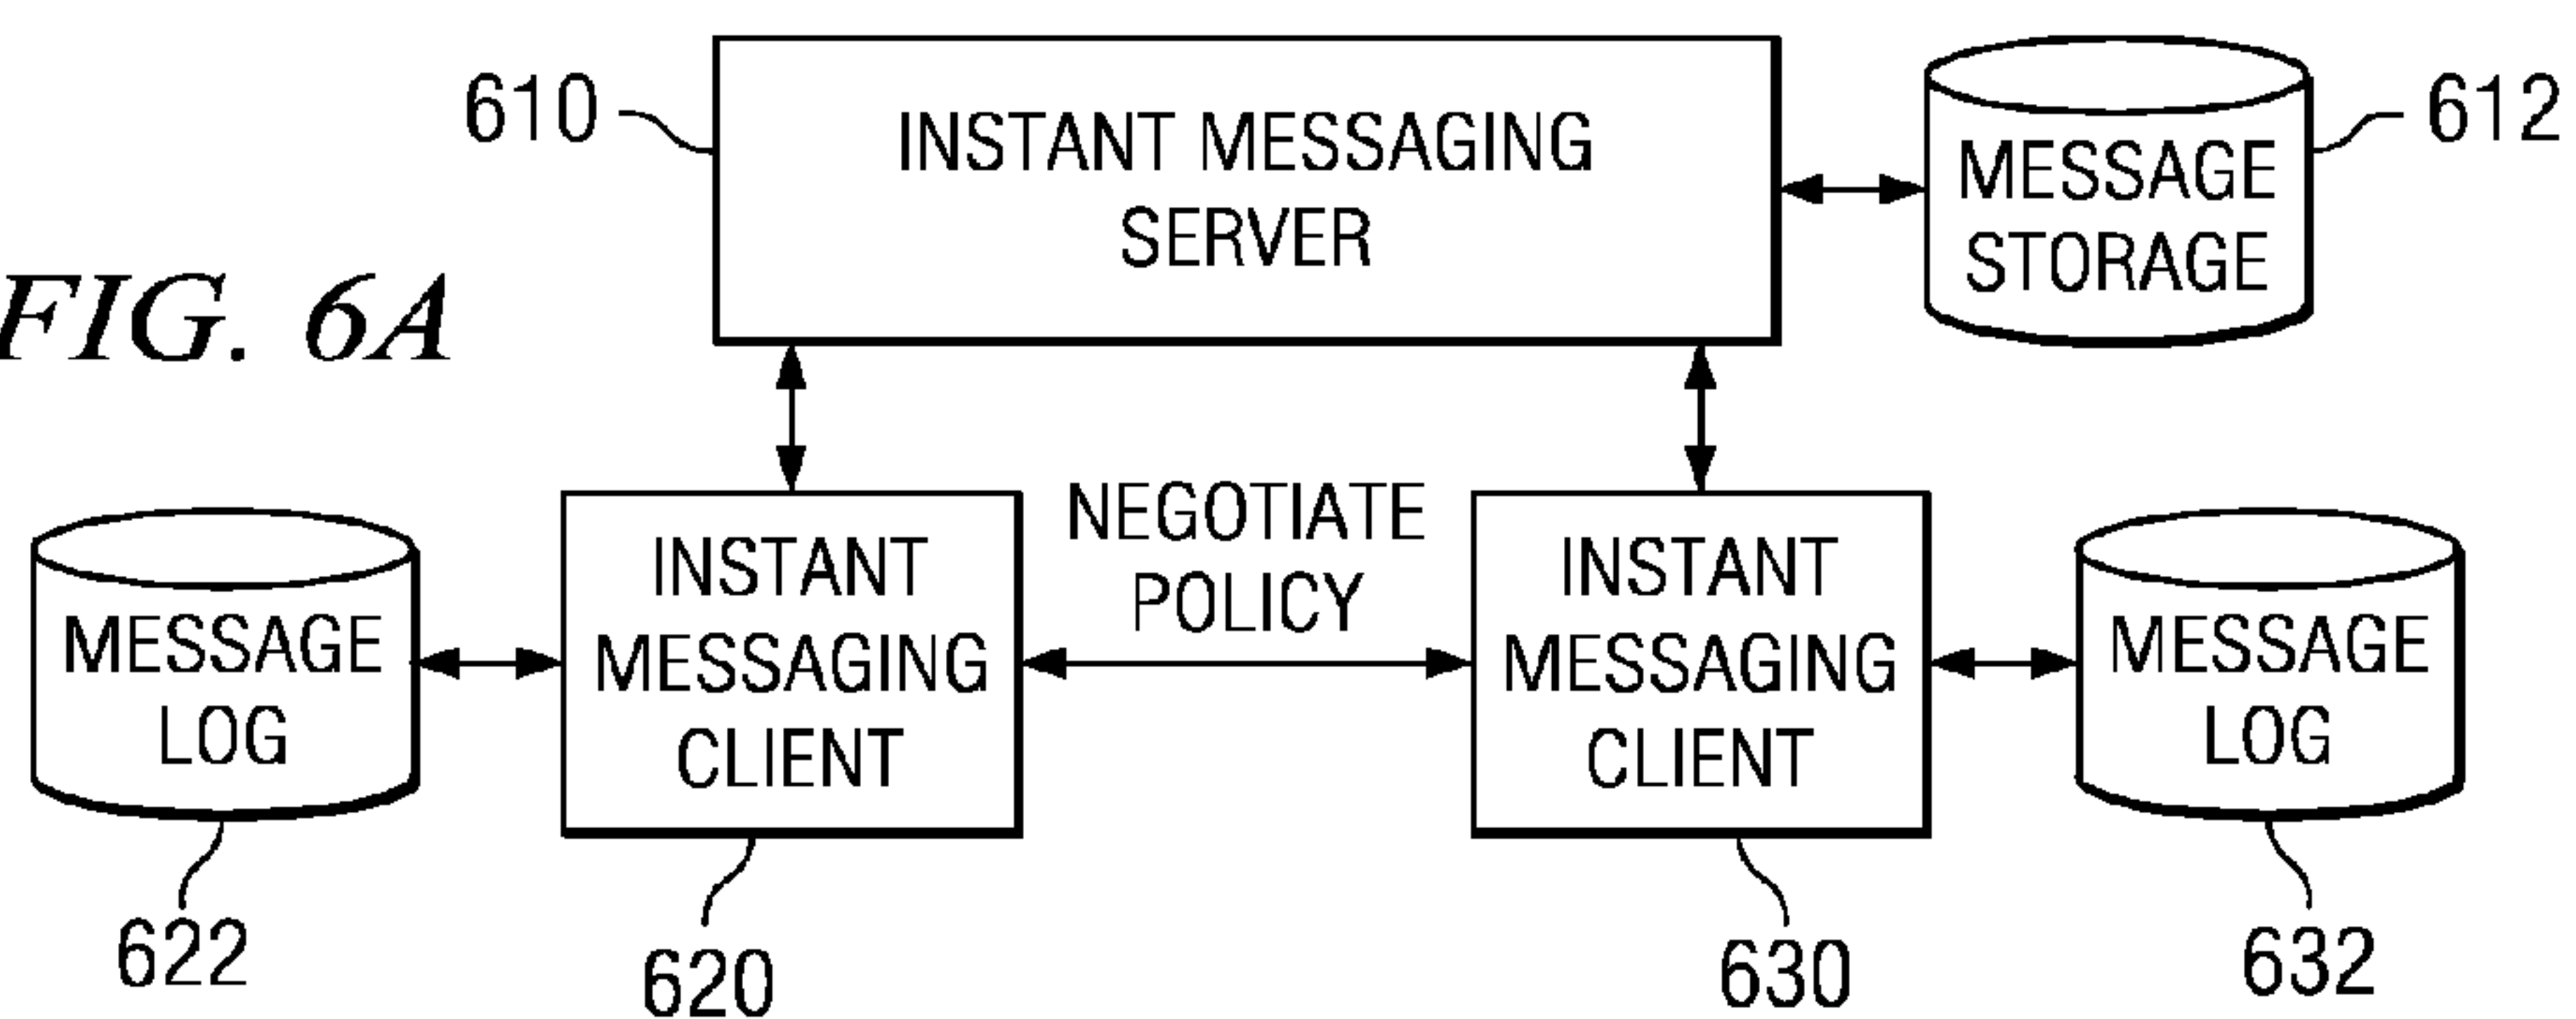 610
INSTANT MESSAGING
SERVER
612
MESSAGE
STORAGE
FIG. 6A
MESSAGE
LOG
622
INSTANT
MESSAGING
CLIENT
620
NEGOTIATE
POLICY
INSTANT
MESSAGING
CLIENT
630
MESSAGE
LOG
632